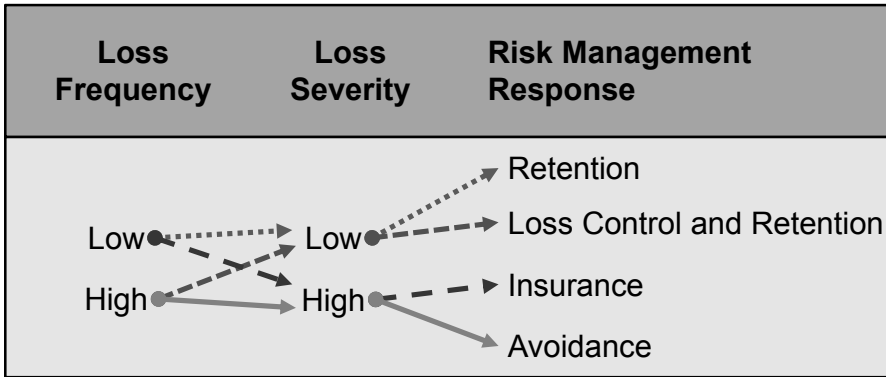 Loss
Frequency
Loss
Severity
Risk Management
Response
Retention
Low
Low
Loss Control and Retention
High
High
Insurance
Avoidance